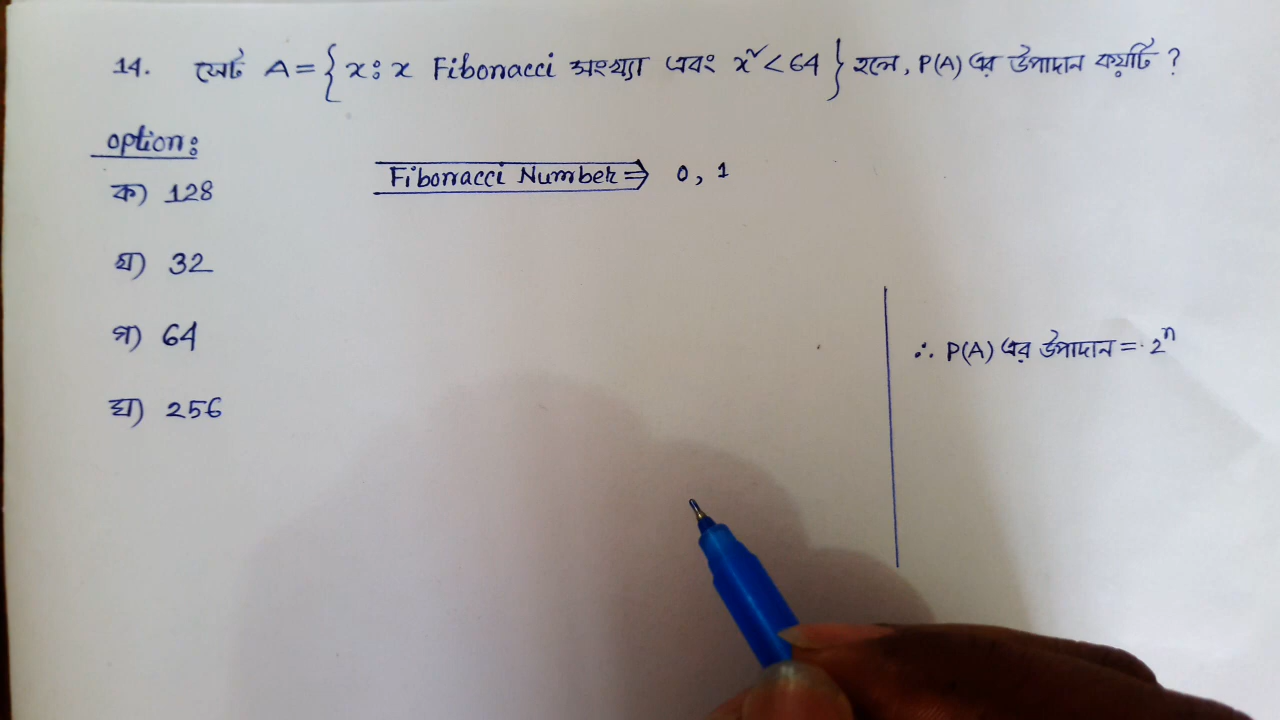 14. সেট A = { x : x Fibonacci সংখ্যা এবং x² < 64 } হলে, P(A) এর উপাদান কয়টি ?
option :
ক) 128
Fibonacci Number ⇒ 0, 1
খ) 32
গ) 64
∴ P(A) এর উপাদান = 2ⁿ
ঘ) 256